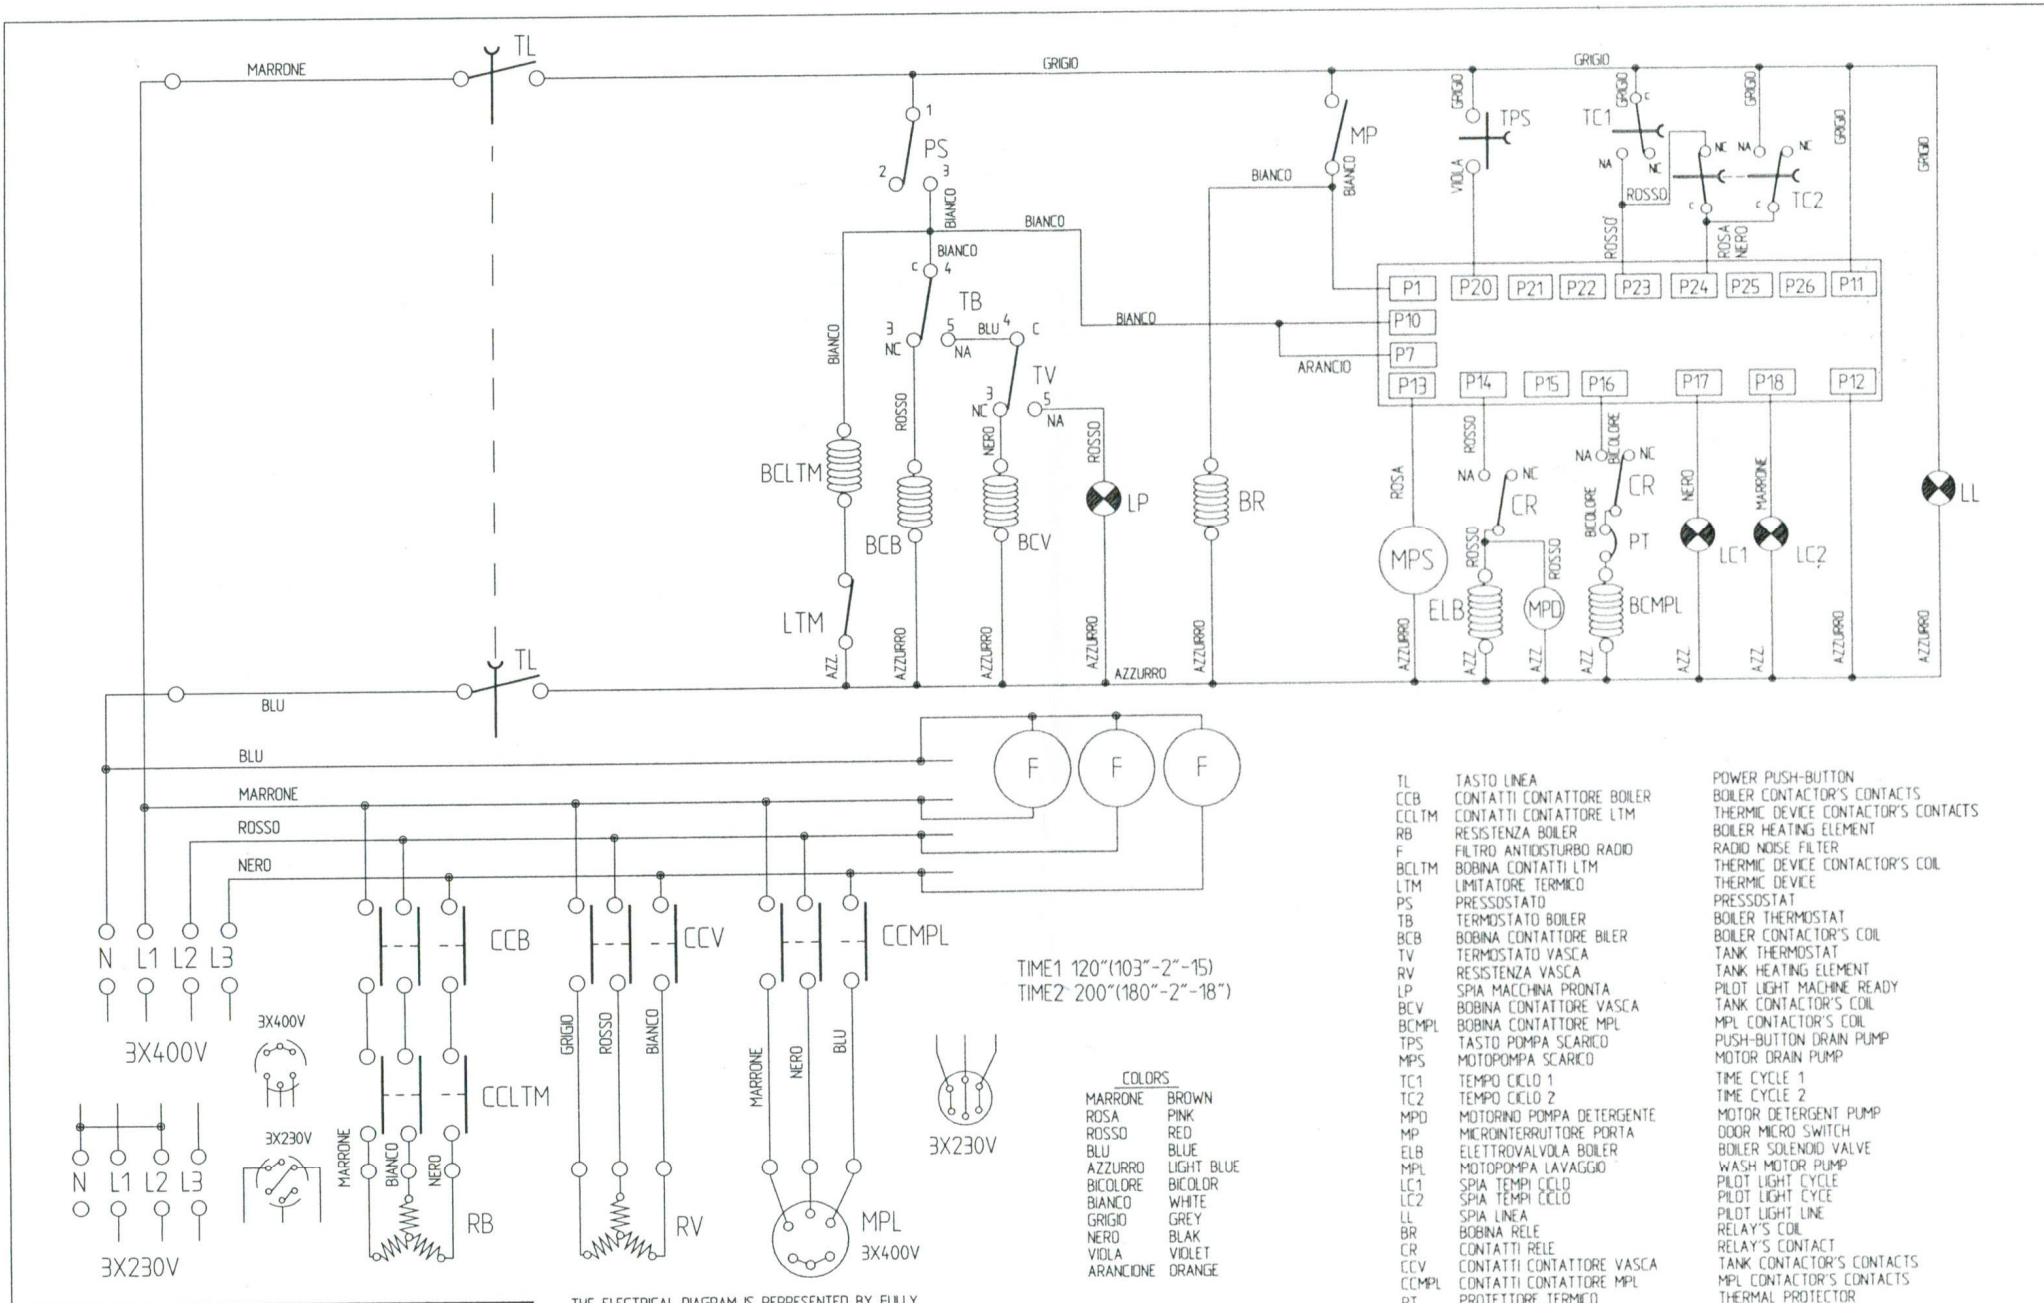 TL
MARRONE
GRIGIO
GRIGIO
1
PS
2
3
BIANCO
MP
BIANCO
BIANCO
GRIGIO
TPS
VIOLA
GRIGIO
C
TC1
NA
NC
ROSSO
ROSSO
NC
C
GRIGIO
NA
NC
C
TC2
ROSA
NERO
GRIGIO
GRIGIO
BIANCO
BIANCO
C
4
TB
3
NC
5
NA
BLU
4
C
TV
3
NC
5
NA
BIANCO
BIANCO
ARANCIO
P1
P20
P21
P22
P23
P24
P25
P26
P11
P10
P7
P13
P14
P15
P16
P17
P18
P12
ROSSO
NERO
ROSSO
BCLTM
BCB
BCV
LP
BR
LTM
ROSA
MPS
ROSSO
NA
NC
CR
ROSSO
ROSSO
ELB
MPD
BICOLORE
NA
NC
CR
BICOLORE
PT
BCMPL
NERO
LC1
MARRONE
LC2
LL
AZZ.
AZZURRO
AZZURRO
AZZURRO
AZZURRO
AZZURRO
AZZ.
AZZ.
AZZ.
AZZ.
AZZURRO
AZZURRO
AZZURRO
TL
BLU
BLU
MARRONE
ROSSO
NERO
F
F
F
N L1 L2 L3
3X400V
CCB
CCV
CCMPL
CCLTM
3X400V
3X230V
N L1 L2 L3
3X230V
MARRONE
BIANCO
NERO
RB
GRIGIO
ROSSO
BIANCO
RV
MARRONE
NERO
BLU
MPL
3X400V
3X230V
TIME1 120"(103"-2"-15)
TIME2 200"(180"-2"-18")
COLORS
MARRONE BROWN
ROSA PINK
ROSSO RED
BLU BLUE
AZZURRO LIGHT BLUE
BICOLORE BICOLOR
BIANCO WHITE
GRIGIO GREY
NERO BLAK
VIOLA VIOLET
ARANCIONE ORANGE
TL TASTO LINEA POWER PUSH-BUTTON
CCB CONTATTI CONTATTORE BOILER BOILER CONTACTOR'S CONTACTS
CCLTM CONTATTI CONTATTORE LTM THERMIC DEVICE CONTACTOR'S CONTACTS
RB RESISTENZA BOILER BOILER HEATING ELEMENT
F FILTRO ANTIDISTURBO RADIO RADIO NOISE FILTER
BCLTM BOBINA CONTATTI LTM THERMIC DEVICE CONTACTOR'S COIL
LTM LIMITATORE TERMICO THERMIC DEVICE
PS PRESSOSTATO PRESSOSTAT
TB TERMOSTATO BOILER BOILER THERMOSTAT
BCB BOBINA CONTATTORE BILER BOILER CONTACTOR'S COIL
TV TERMOSTATO VASCA TANK THERMOSTAT
RV RESISTENZA VASCA TANK HEATING ELEMENT
LP SPIA MACCHINA PRONTA PILOT LIGHT MACHINE READY
BCV BOBINA CONTATTORE VASCA TANK CONTACTOR'S COIL
BCMPL BOBINA CONTATTORE MPL MPL CONTACTOR'S COIL
TPS TASTO POMPA SCARICO PUSH-BUTTON DRAIN PUMP
MPS MOTOPOMPA SCARICO MOTOR DRAIN PUMP
TC1 TEMPO CICLO 1 TIME CYCLE 1
TC2 TEMPO CICLO 2 TIME CYCLE 2
MPD MOTORINO POMPA DETERGENTE MOTOR DETERGENT PUMP
MP MICROINTERRUTTORE PORTA DOOR MICRO SWITCH
ELB ELETTROVALVOLA BOILER BOILER SOLENOID VALVE
MPL MOTOPOMPA LAVAGGIO WASH MOTOR PUMP
LC1 SPIA TEMPI CCLO PILOT LIGHT CYCLE
LC2 SPIA TEMPI CCLO PILOT LIGHT CYCE
LL SPIA LINEA PILOT LIGHT LINE
BR BOBINA RELE RELAY'S COIL
CR CONTATTI RELE RELAY'S CONTACT
CCV CONTATTI CONTATTORE VASCA TANK CONTACTOR'S CONTACTS
CCMPL CONTATTI CONTATTORE MPL MPL CONTACTOR'S CONTACTS
PT PROTETTORE TERMICO THERMAL PROTECTOR
THE ELECTRICAL DIAGRAM IS REPRESENTED BY FULLY